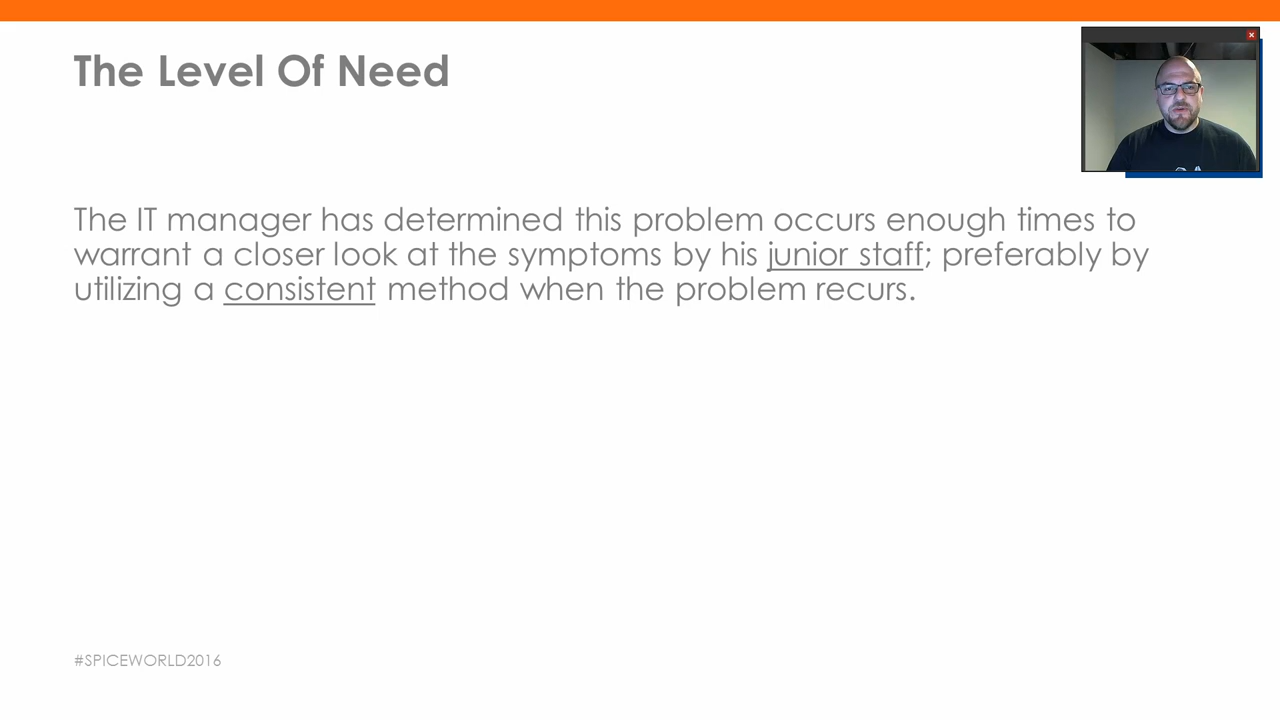 The Level Of Need
The IT manager has determined this problem occurs enough times to
warrant a closer look at the symptoms by his junior staff; preferably by
utilizing a consistent method when the problem recurs.
#SPICEWORLD2016